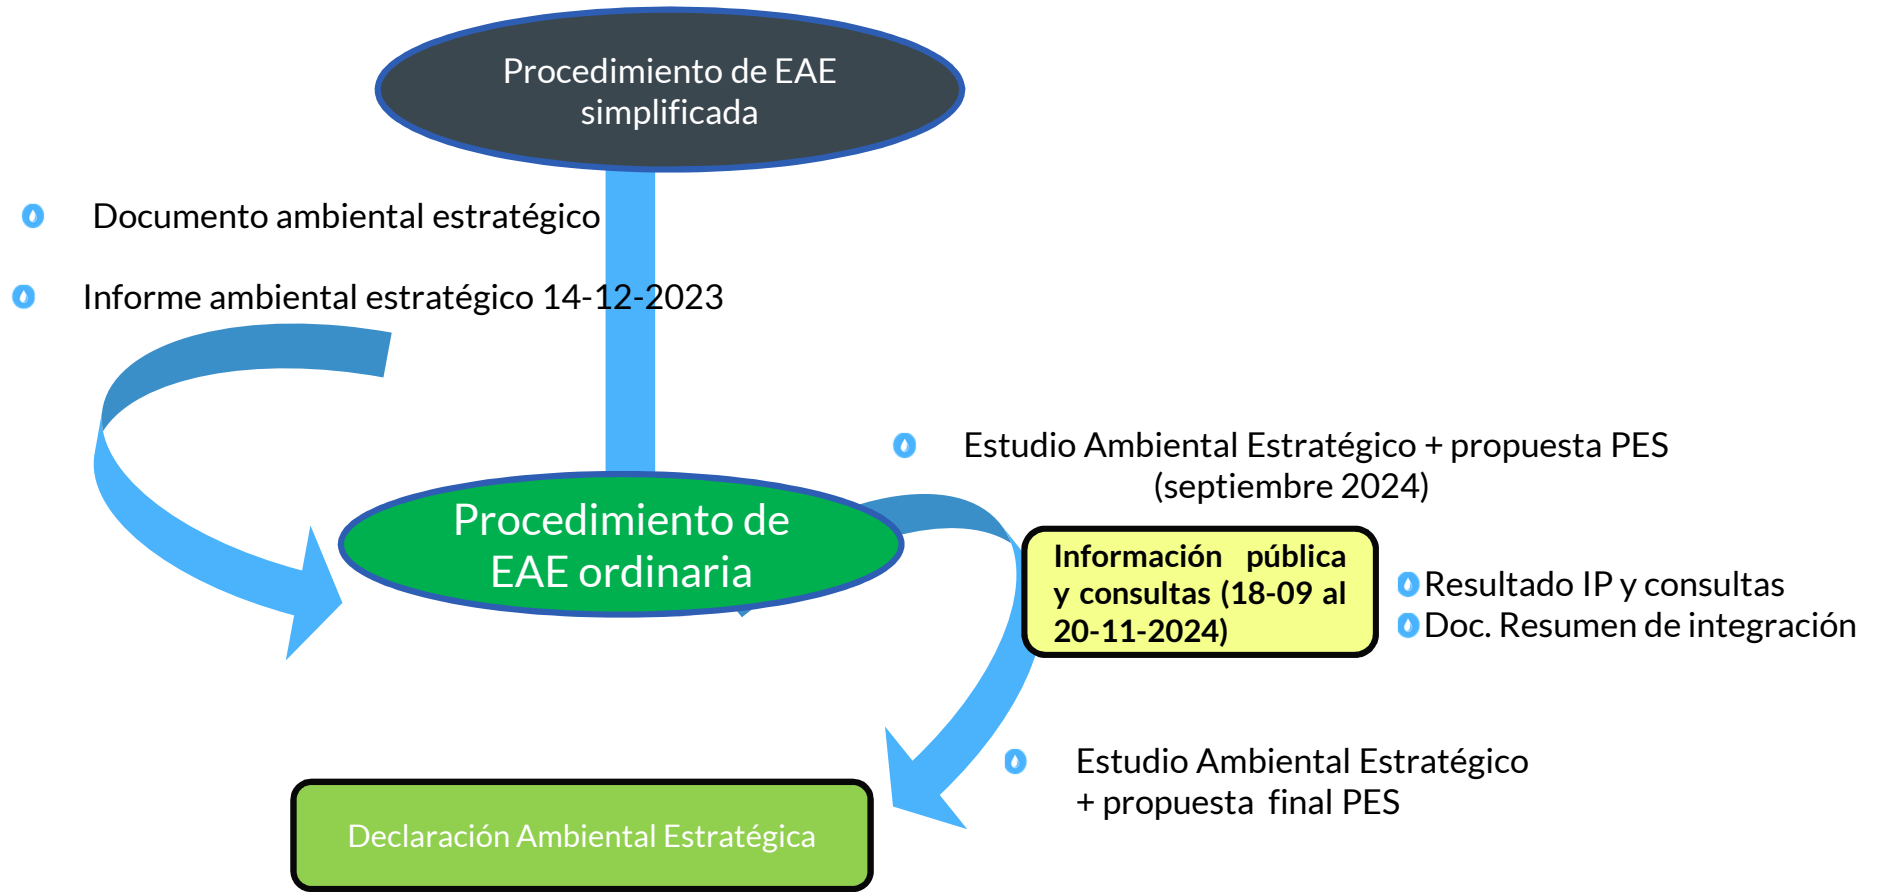 Procedimiento de EAE
simplificada
Documento ambiental estratégico
Informe ambiental estratégico 14-12-2023
Estudio Ambiental Estratégico + propuesta PES
(septiembre 2024)
Procedimiento de
EAE ordinaria
Información pública
y consultas (18-09 al
20-11-2024)
Resultado IP y consultas
Doc. Resumen de integración
Estudio Ambiental Estratégico
+ propuesta final PES
Declaración Ambiental Estratégica